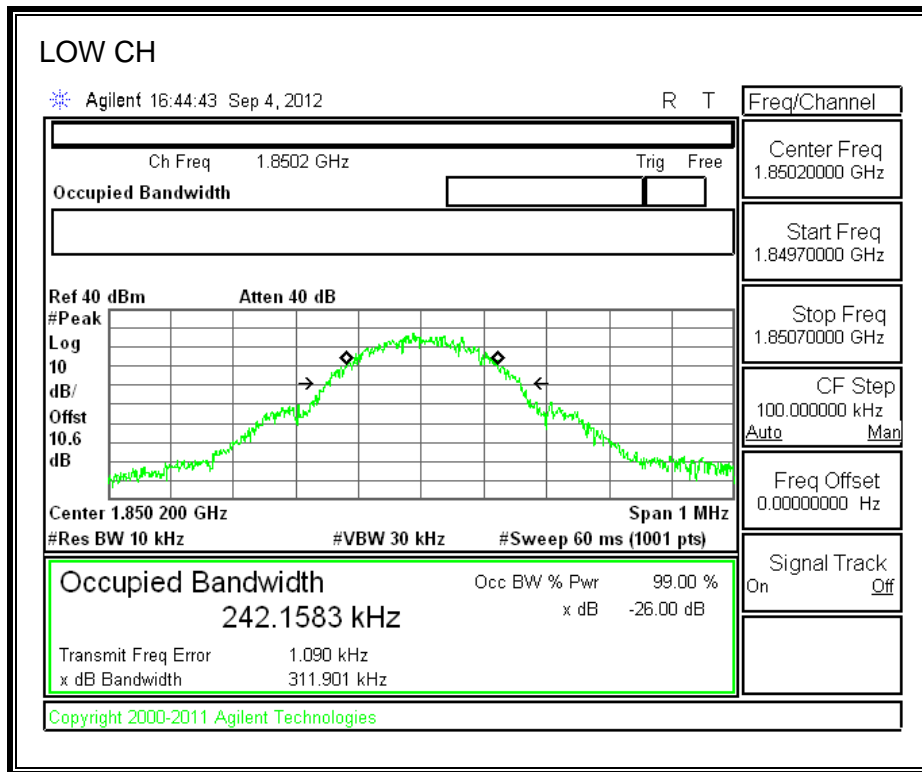 LOW CH
Agilent 16:44:43 Sep 4, 2012 R T
Freq/Channel
Ch Freq 1.8502 GHz Trig Free
Occupied Bandwidth
Center Freq
1.85020000 GHz
Start Freq
1.84970000 GHz
Stop Freq
1.85070000 GHz
CF Step
100.000000 kHz
Auto Man
Freq Offset
0.00000000 Hz
Signal Track
On Off
Ref 40 dBm Atten 40 dB
#Peak
Log
10
dB/
Offst
10.6
dB
Center 1.850 200 GHz Span 1 MHz
#Res BW 10 kHz #VBW 30 kHz #Sweep 60 ms (1001 pts)
Occupied Bandwidth Occ BW % Pwr 99.00 %
242.1583 kHz x dB -26.00 dB
Transmit Freq Error 1.090 kHz
x dB Bandwidth 311.901 kHz
Copyright 2000-2011 Agilent Technologies